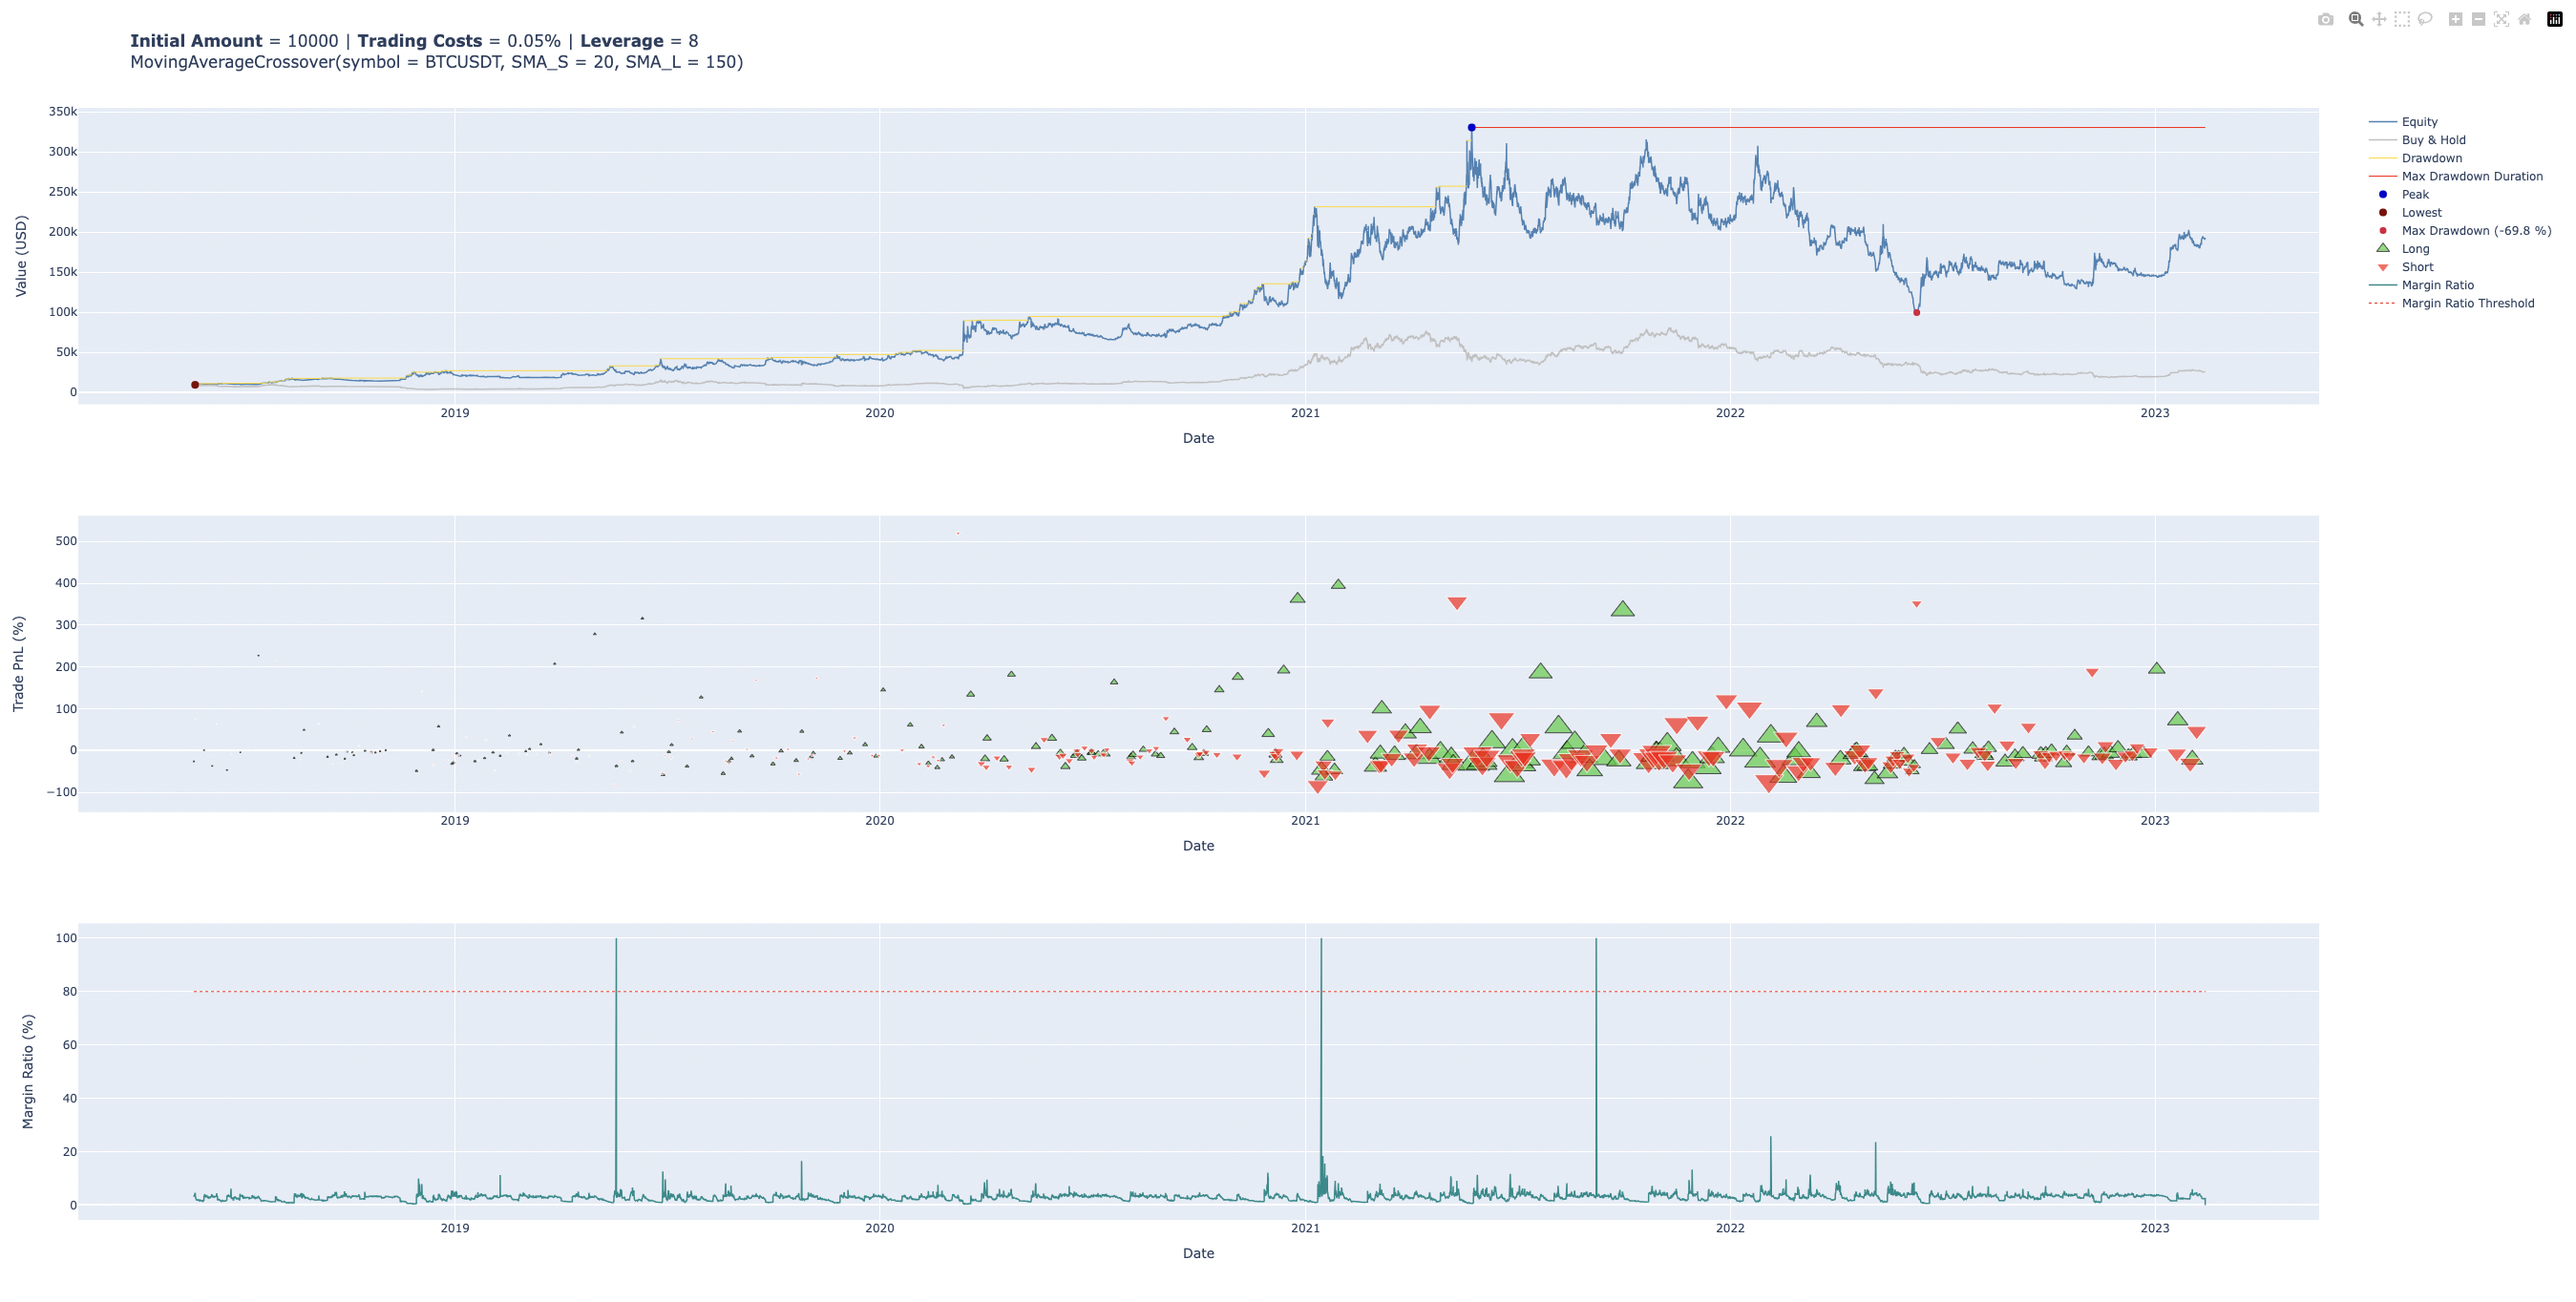 Initial Amount = 10000 | Trading Costs = 0.05% | Leverage = 8
MovingAverageCrossover(symbol = BTCUSDT, SMA_S = 20, SMA_L = 150)
Value (USD)
350k
300k
250k
200k
150k
100k
50k
0
2019
2020
2021
2022
2023
Date
Equity
Buy & Hold
Drawdown
Max Drawdown Duration
Peak
Lowest
Max Drawdown (-69.8 %)
Long
Short
Margin Ratio
Margin Ratio Threshold
Trade PnL (%)
500
400
300
200
100
0
−100
2019
2020
2021
2022
2023
Date
Margin Ratio (%)
100
80
60
40
20
0
2019
2020
2021
2022
2023
Date